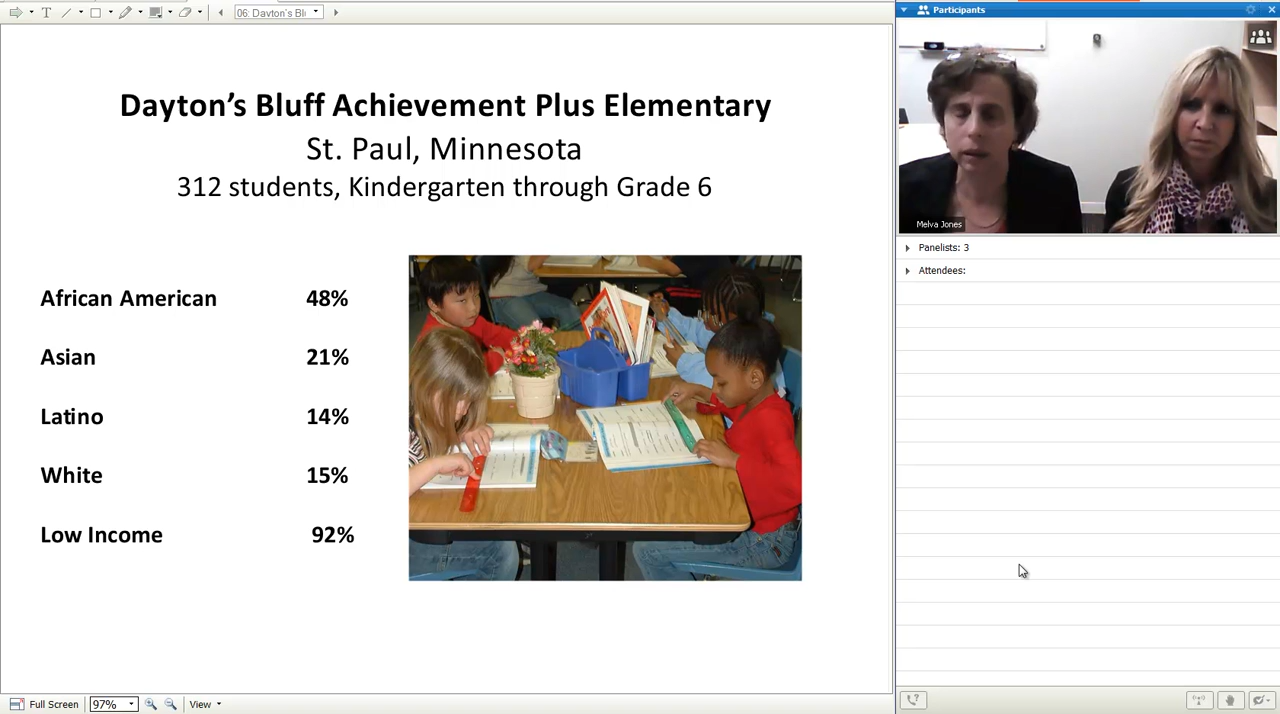 T
06: Dayton's Bl
Participants
Dayton’s Bluff Achievement Plus Elementary
St. Paul, Minnesota
312 students, Kindergarten through Grade 6
African American 48%
Asian 21%
Latino 14%
White 15%
Low Income 92%
Melva Jones
Panelists: 3
Attendees:
Full Screen
97%
View